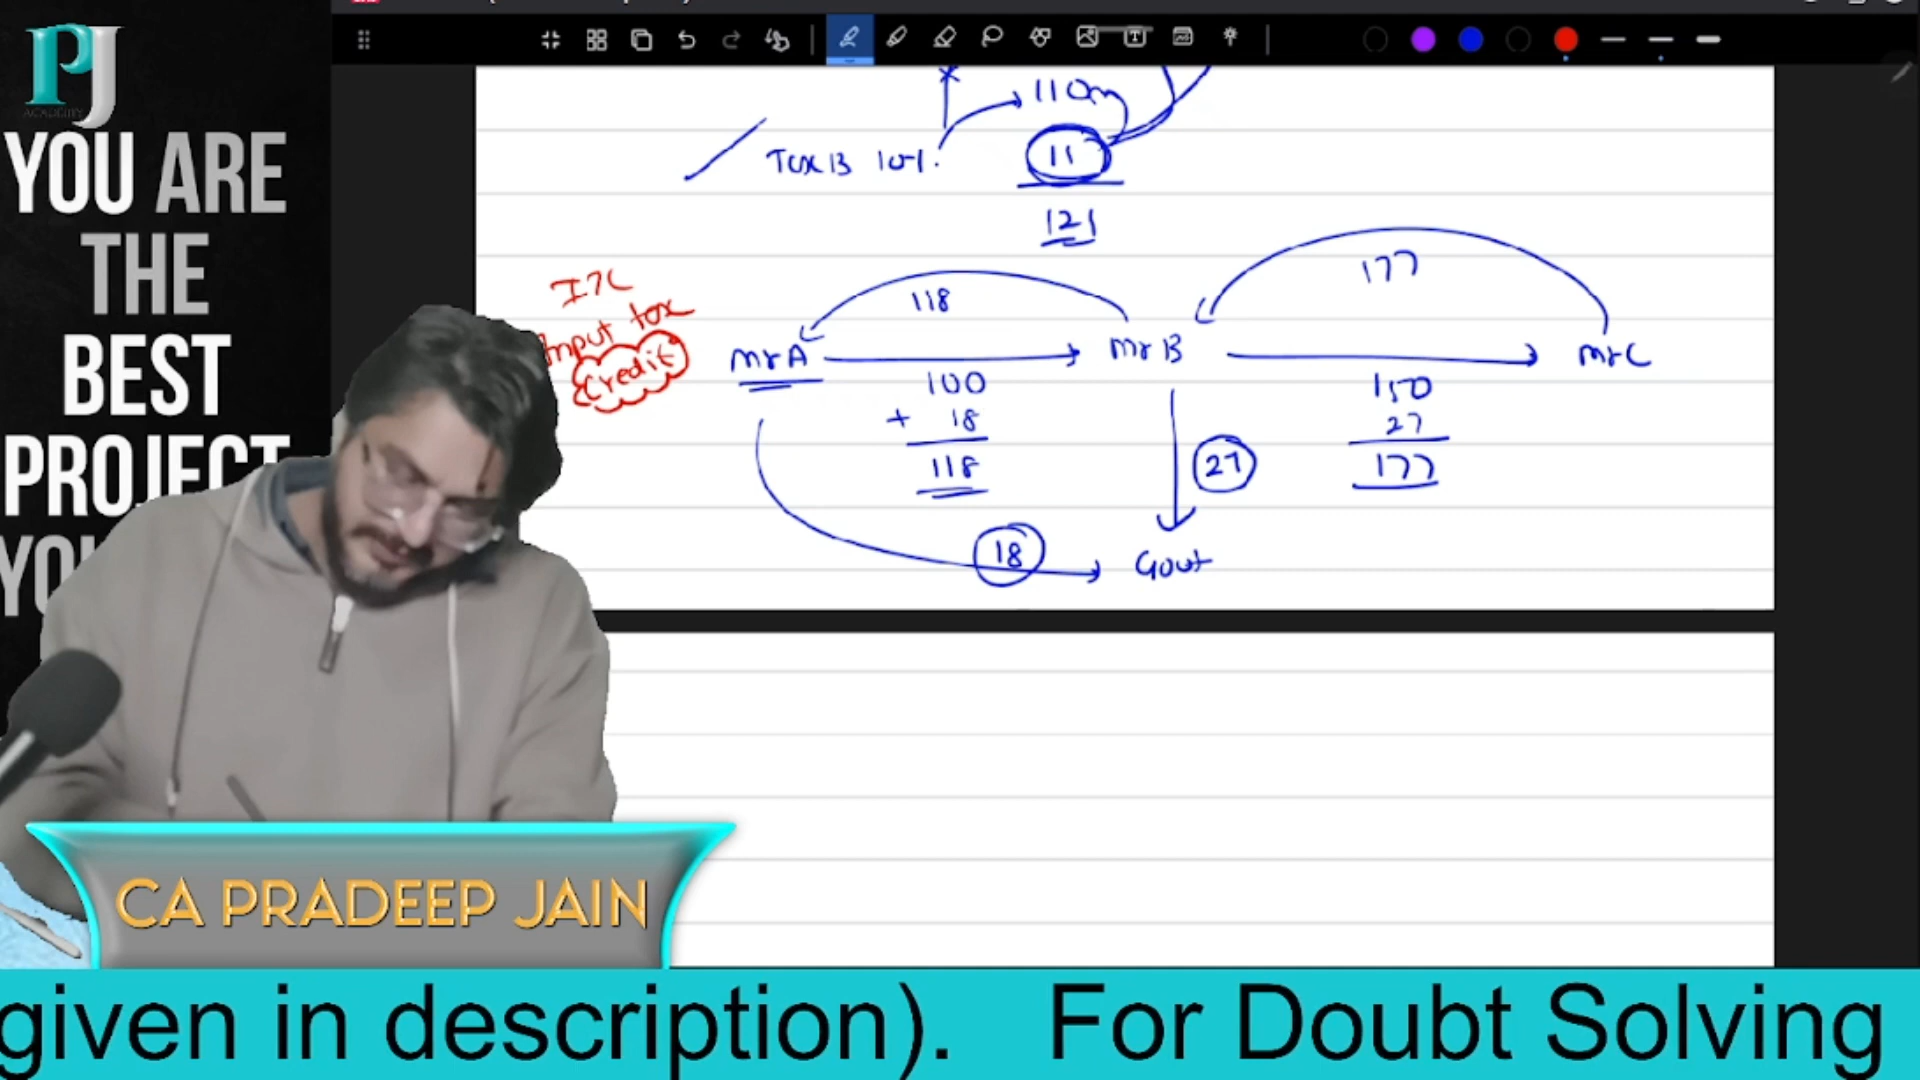 PJ
ACADEMY
YOU ARE
THE
BEST
PROJECT
YO
110
Tax B 10%.
11
121
ITC
Input tax
Credit
118
177
Mr A
Mr B
Mr C
100
150
+ 18
27
118
27
177
18
Govt
CA PRADEEP JAIN
given in description). For Doubt Solving